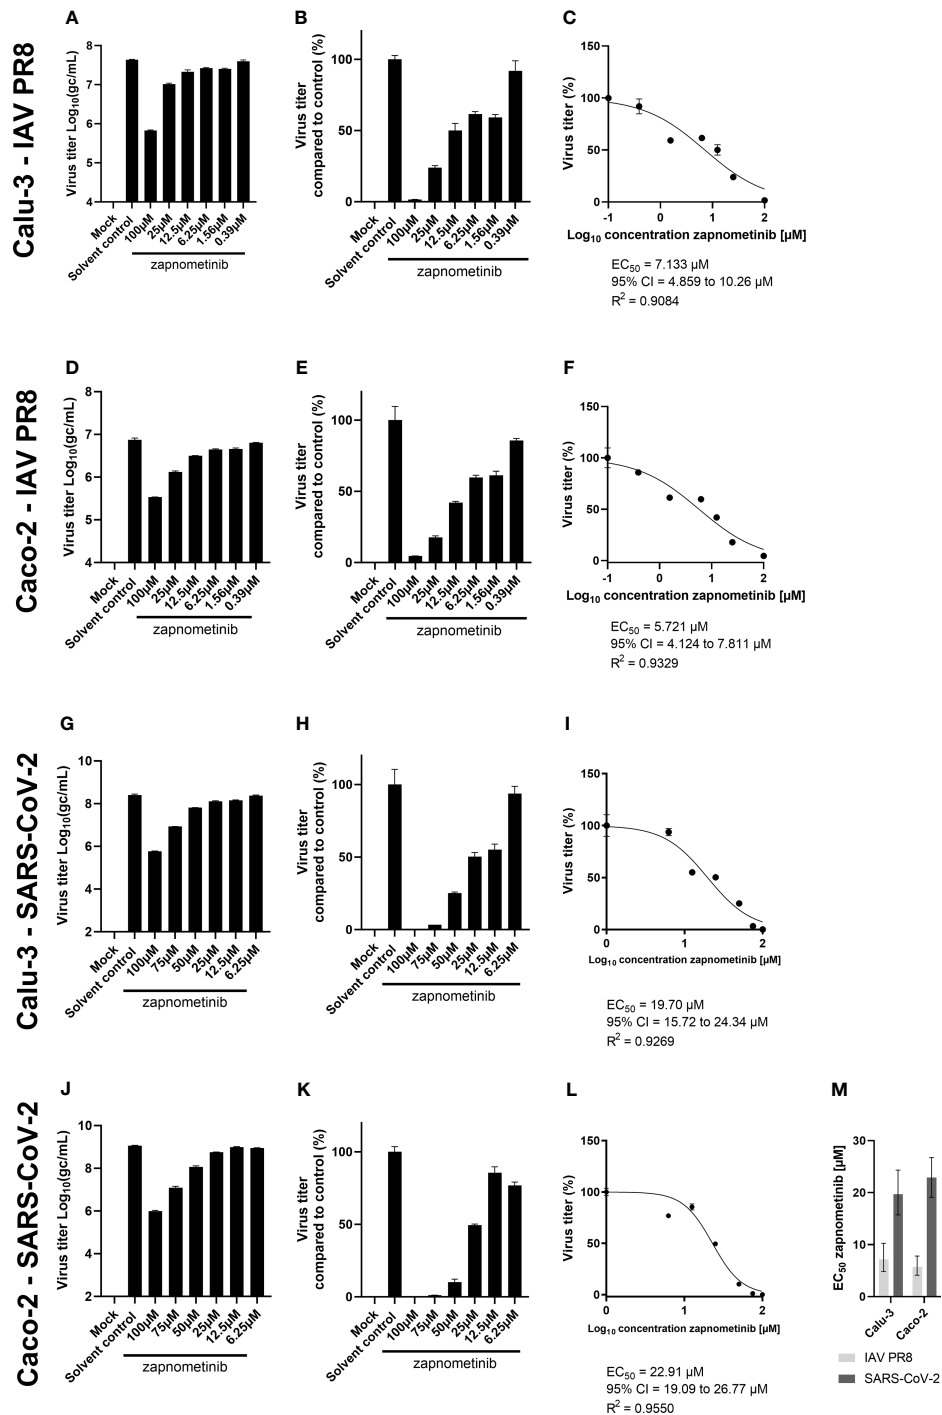 Calu-3 - IAV PR8
A
Virus titer Log10(gc/mL)
8
7
6
5
4
Mock
Solvent control
100µM
25µM
12.5µM
6.25µM
1.56µM
0.39µM
zapnometinib
B
Virus titer
compared to control (%)
100
50
0
Mock
Solvent control
100µM
25µM
12.5µM
6.25µM
1.56µM
0.39µM
zapnometinib
C
Virus titer (%)
150
100
50
0
-1
0
1
2
Log10 concentration zapnometinib [µM]
EC50 = 7.133 µM
95% CI = 4.859 to 10.26 µM
R2 = 0.9084
Caco-2 - IAV PR8
D
Virus titer Log10(gc/mL)
8
7
6
5
4
Mock
Solvent control
100µM
25µM
12.5µM
6.25µM
1.56µM
0.39µM
zapnometinib
E
Virus titer
compared to control (%)
100
50
0
Mock
Solvent control
100µM
25µM
12.5µM
6.25µM
1.56µM
0.39µM
zapnometinib
F
Virus titer (%)
150
100
50
0
-1
0
1
2
Log10 concentration zapnometinib [µM]
EC50 = 5.721 µM
95% CI = 4.124 to 7.811 µM
R2 = 0.9329
Calu-3 - SARS-CoV-2
G
Virus titer Log10(gc/mL)
10
8
6
4
2
Mock
Solvent control
100µM
75µM
50µM
25µM
12.5µM
6.25µM
zapnometinib
H
Virus titer
compared to control (%)
100
50
0
Mock
Solvent control
100µM
75µM
50µM
25µM
12.5µM
6.25µM
zapnometinib
I
Virus titer (%)
150
100
50
0
0
1
2
Log10 concentration zapnometinib [µM]
EC50 = 19.70 µM
95% CI = 15.72 to 24.34 µM
R2 = 0.9269
Caco-2 - SARS-CoV-2
J
Virus titer Log10(gc/mL)
10
8
6
4
2
Mock
Solvent control
100µM
75µM
50µM
25µM
12.5µM
6.25µM
zapnometinib
K
Virus titer
compared to control (%)
100
50
0
Mock
Solvent control
100µM
75µM
50µM
25µM
12.5µM
6.25µM
zapnometinib
L
Virus titer (%)
150
100
50
0
0
1
2
Log10 concentration zapnometinib [µM]
EC50 = 22.91 µM
95% CI = 19.09 to 26.77 µM
R2 = 0.9550
M
EC50 zapnometinib [µM]
30
20
10
0
Calu-3
Caco-2
IAV PR8
SARS-CoV-2